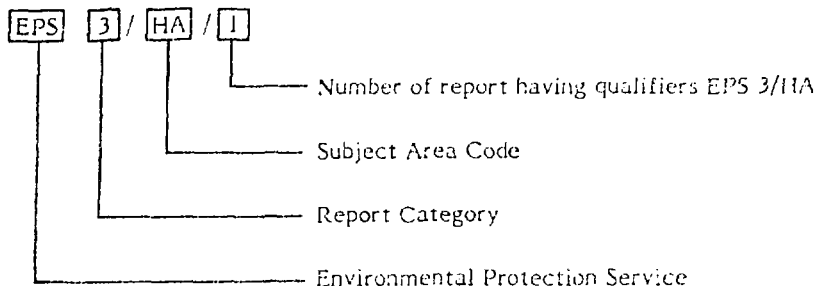 EPS 3 / HA / 1
Number of report having qualifiers EPS 3/HA
Subject Area Code
Report Category
Environmental Protection Service